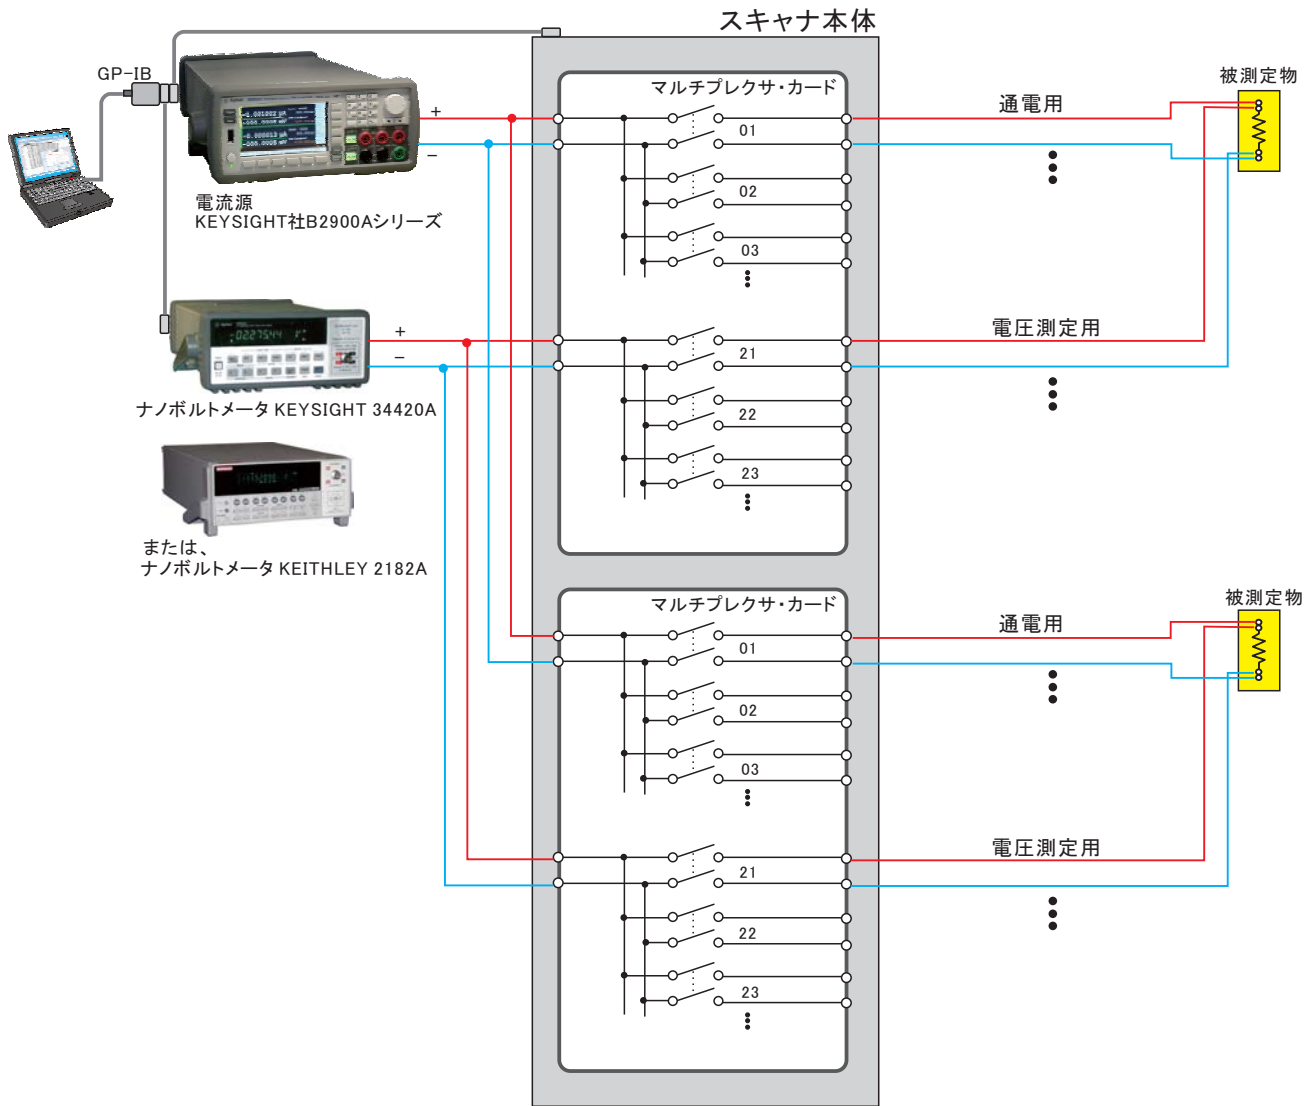 スキャナ本体
GP-IB
マルチプレクサ・カード
被測定物
通電用
+
-
01
02
03
電流源
KEYSIGHT社B2900Aシリーズ
+
-
電圧測定用
21
22
23
ナノボルトメータ KEYSIGHT 34420A
または、
ナノボルトメータ KEITHLEY 2182A
マルチプレクサ・カード
被測定物
通電用
01
02
03
電圧測定用
21
22
23